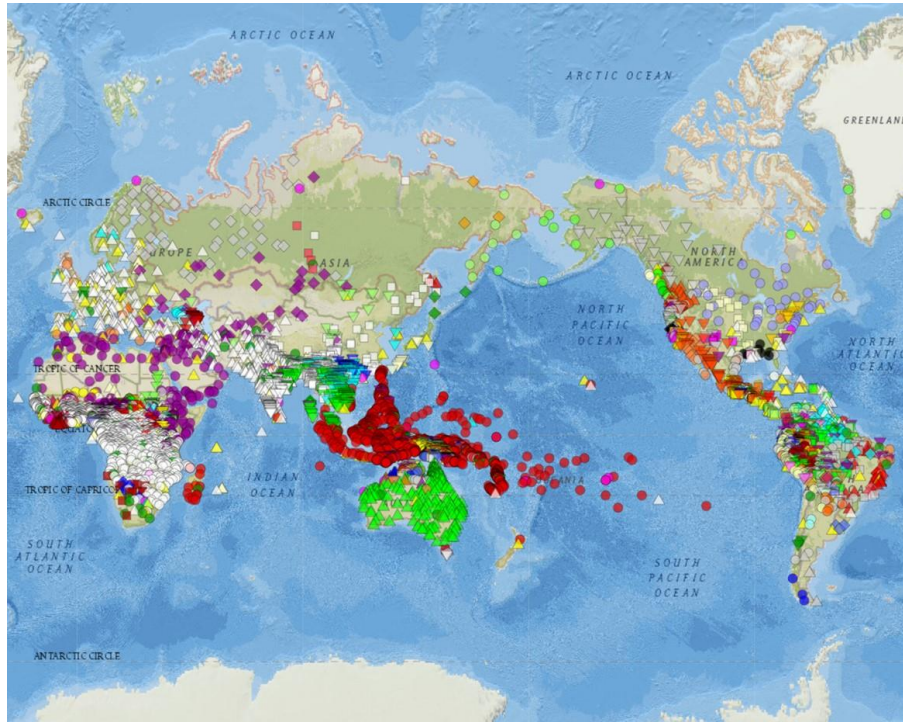 ARCTIC OCEAN
ARCTIC OCEAN
GREENLAN
ARCTIC CIRCLE
ASIA
NORTH
AMERICA
NORTH
PACIFIC
OCEAN
NORTH
ATLANTIC
OCEAN
TROPIC OF CANCER
INDIAN
OCEAN
TROPIC OF CAPRICO
SOUTH
ATLANTIC
OCEAN
SOUTH
PACIFIC
OCEAN
ANTARCTIC CIRCLE